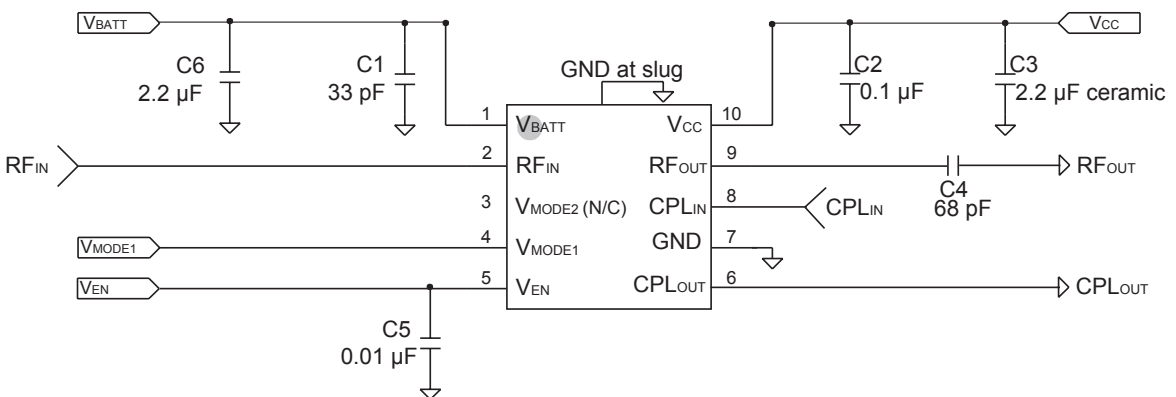 VBATT
C6
2.2 µF
C1
33 pF
GND at slug
VCC
C2
0.1 µF
C3
2.2 µF ceramic
1
VBATT
VCC
10
RFIN
2
RFIN
RFOUT
9
C4
68 pF
RFOUT
3
VMODE2 (N/C)
CPLIN
8
CPLIN
VMODE1
4
VMODE1
GND
7
VEN
5
VEN
CPLOUT
6
CPLOUT
C5
0.01 µF